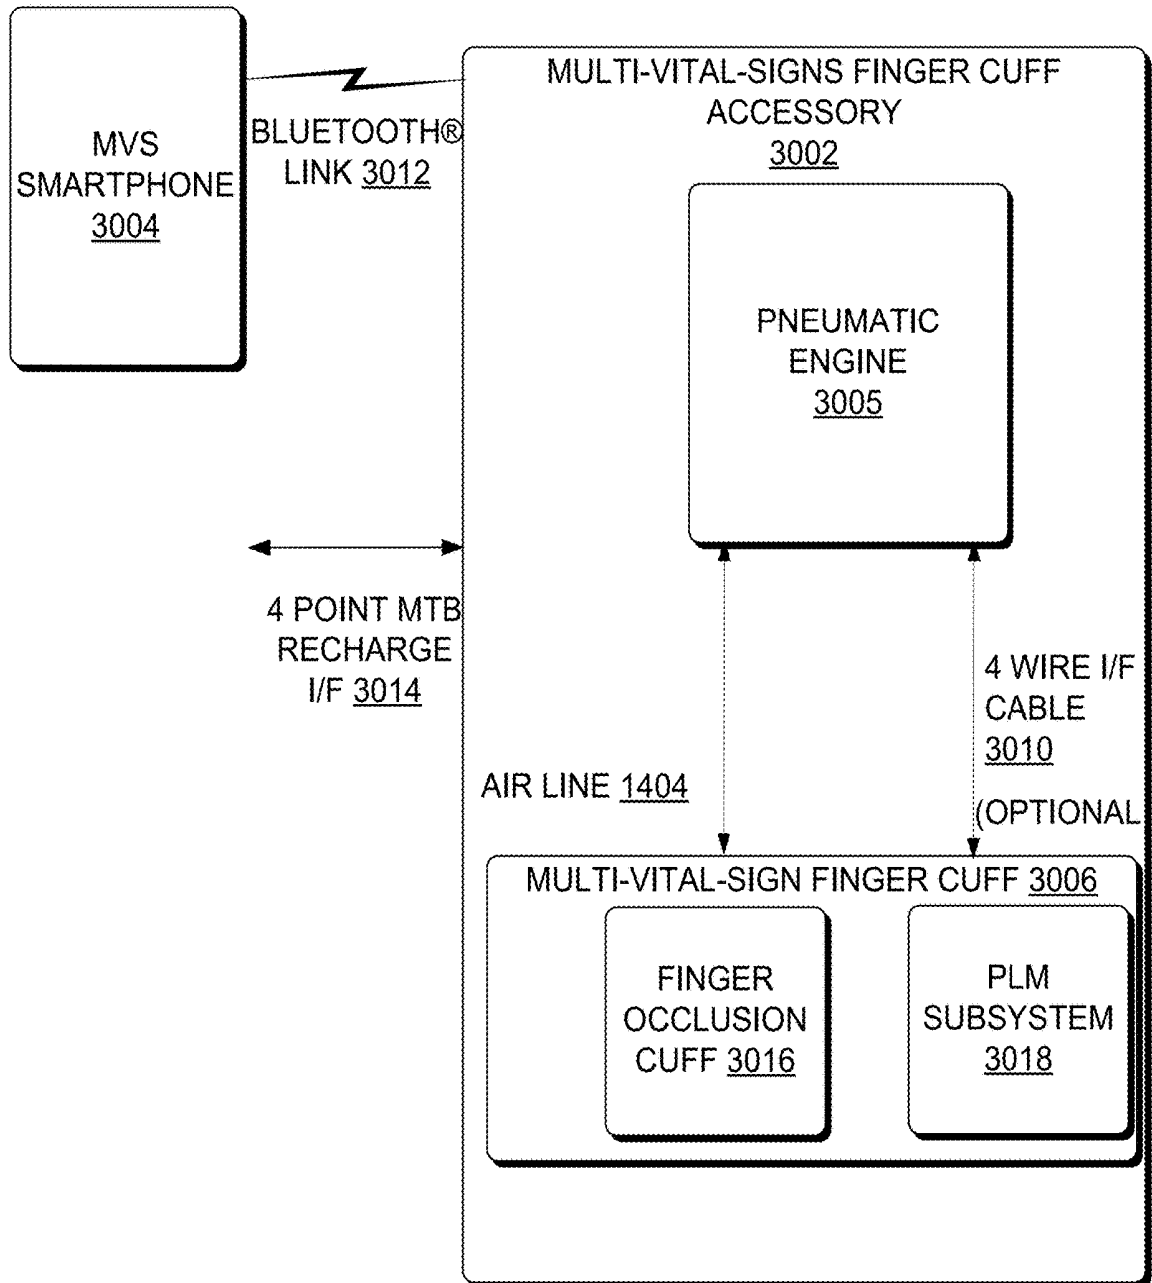 MVS
SMARTPHONE
3004
BLUETOOTH®
LINK 3012
MULTI-VITAL-SIGNS FINGER CUFF
ACCESSORY
3002
PNEUMATIC
ENGINE
3005
4 POINT MTB
RECHARGE
I/F 3014
4 WIRE I/F
CABLE
3010
(OPTIONAL
AIR LINE 1404
MULTI-VITAL-SIGN FINGER CUFF 3006
FINGER
OCCLUSION
CUFF 3016
PLM
SUBSYSTEM
3018